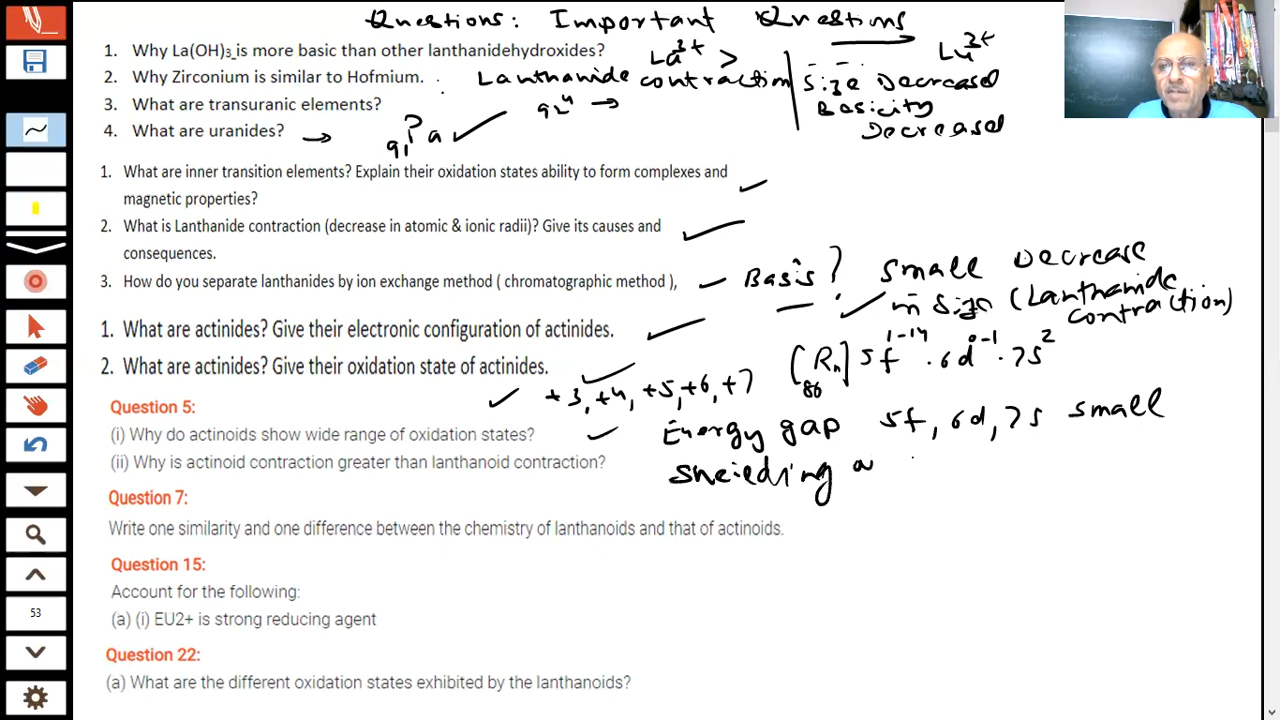 Questions: Important Questions
1. Why La(OH)3 is more basic than other lanthanidehydroxides? La3+ > Lu3+
2. Why Zirconium is similar to Hofmium. Lanthanide contraction | Size Decreased
3. What are transuranic elements? 92U → Basicity
4. What are uranides? → 91Pa Decreased
1. What are inner transition elements? Explain their oxidation states ability to form complexes and
magnetic properties?
2. What is Lanthanide contraction (decrease in atomic & ionic radii)? Give its causes and
consequences.
3. How do you separate lanthanides by ion exchange method ( chromatographic method ), Basis? small Decrease
in size (Lanthanide
contraction)
1. What are actinides? Give their electronic configuration of actinides.
[Rn]86 5f1-14 . 6d0-1 . 7s2
2. What are actinides? Give their oxidation state of actinides.
+3, +4, +5, +6, +7
Question 5:
(i) Why do actinoids show wide range of oxidation states? Energy gap 5f, 6d, 7s small
(ii) Why is actinoid contraction greater than lanthanoid contraction? Sheilding
Question 7:
Write one similarity and one difference between the chemistry of lanthanoids and that of actinoids.
Question 15:
Account for the following:
(a) (i) EU2+ is strong reducing agent
Question 22:
(a) What are the different oxidation states exhibited by the lanthanoids?
53